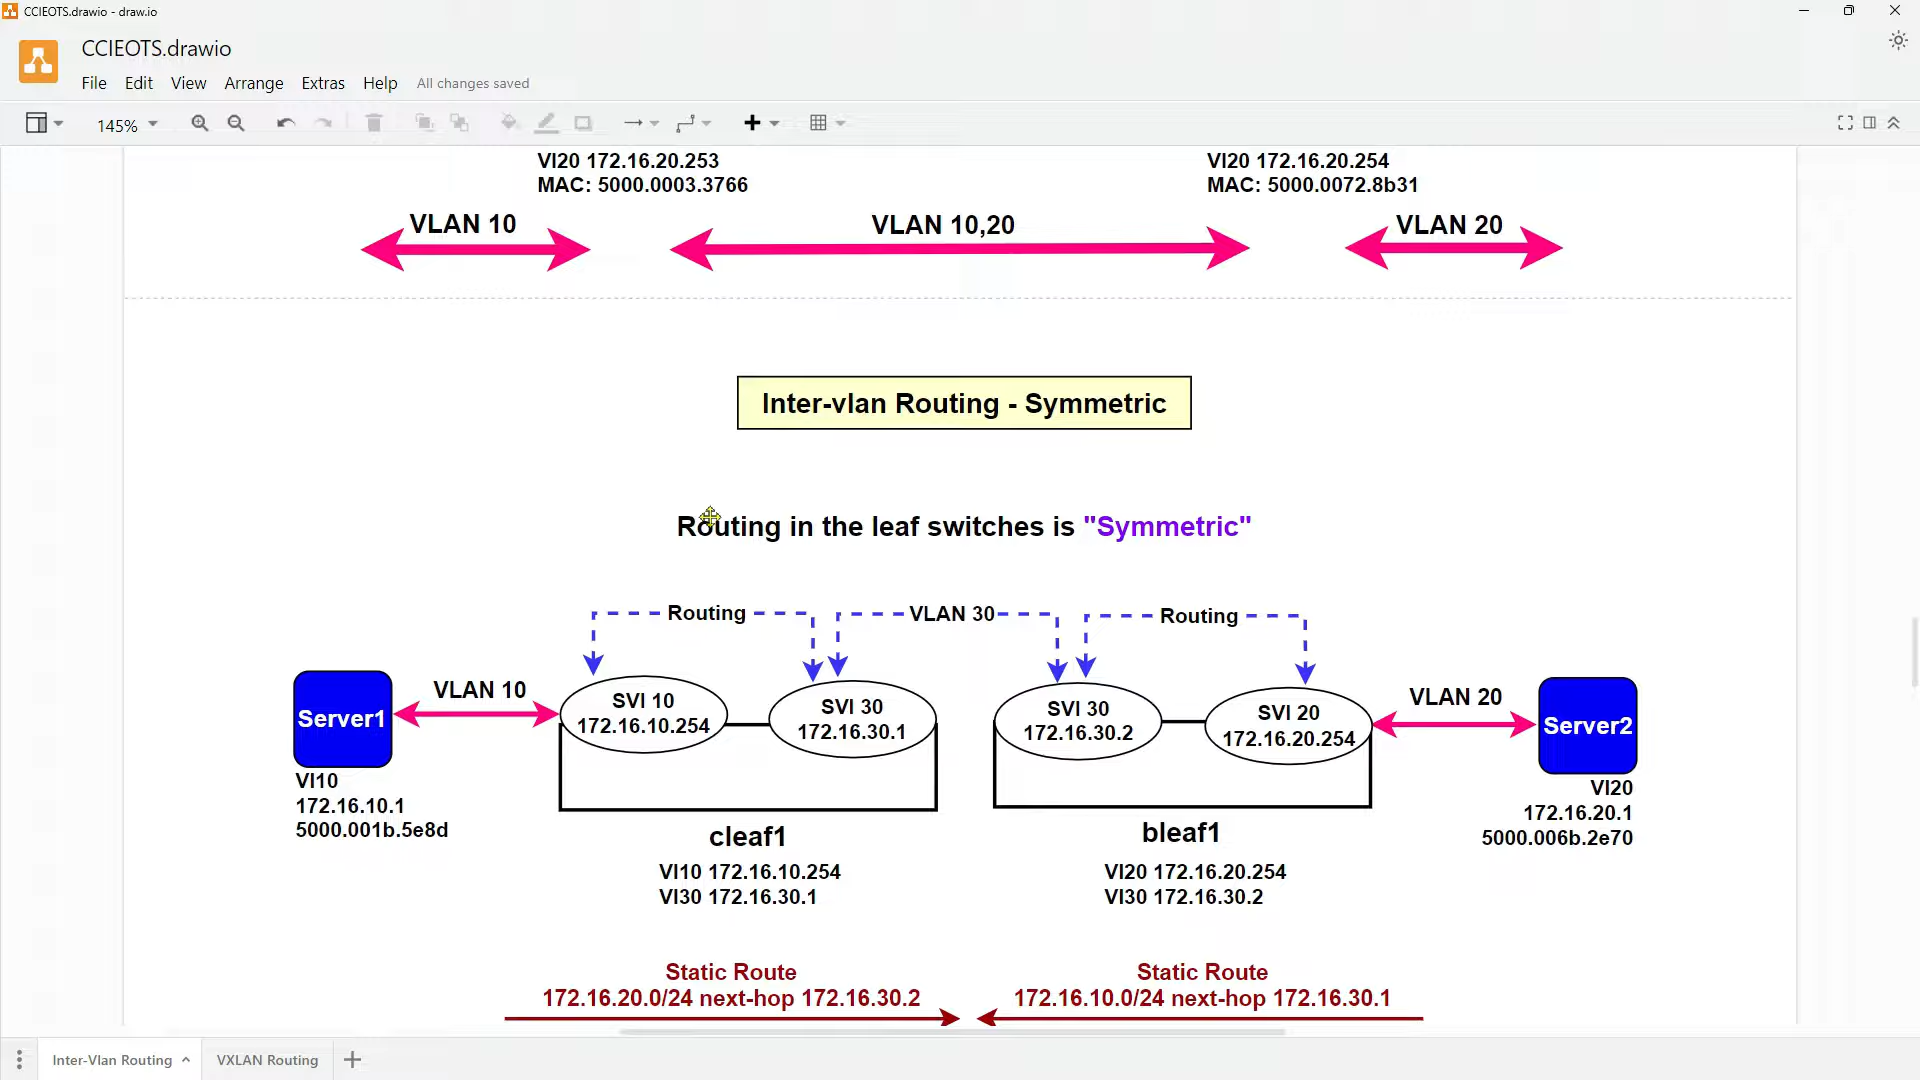 CCIEOTS.drawio - draw.io
CCIEOTS.drawio
File Edit View Arrange Extras Help All changes saved
145%
Vl20 172.16.20.253
MAC: 5000.0003.3766
Vl20 172.16.20.254
MAC: 5000.0072.8b31
VLAN 10
VLAN 10,20
VLAN 20
Inter-vlan Routing - Symmetric
Routing in the leaf switches is "Symmetric"
Routing
VLAN 30
Routing
Server1
VLAN 10
SVI 10
172.16.10.254
SVI 30
172.16.30.1
SVI 30
172.16.30.2
SVI 20
172.16.20.254
VLAN 20
Server2
Vl10
172.16.10.1
5000.001b.5e8d
cleaf1
Vl10 172.16.10.254
Vl30 172.16.30.1
bleaf1
Vl20 172.16.20.254
Vl30 172.16.30.2
Vl20
172.16.20.1
5000.006b.2e70
Static Route
172.16.20.0/24 next-hop 172.16.30.2
Static Route
172.16.10.0/24 next-hop 172.16.30.1
Inter-Vlan Routing
VXLAN Routing